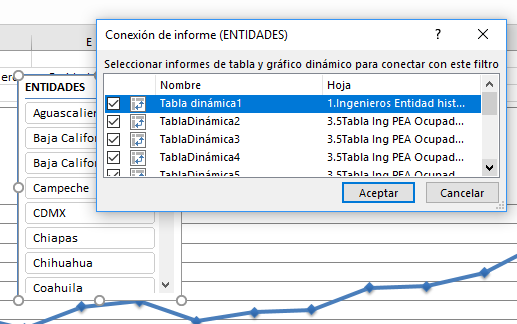 E
Conexión de informe (ENTIDADES)
Seleccionar informes de tabla y gráfico dinámico para conectar con este filtro
Nombre Hoja
Tabla dinámica1 1.Ingenieros Entidad hist...
TablaDinámica2 3.5Tabla Ing PEA Ocupad...
TablaDinámica3 3.5Tabla Ing PEA Ocupad...
TablaDinámica4 3.5Tabla Ing PEA Ocupad...
TablaDinámica5 3.5Tabla Ing PEA Ocupad...
Aceptar Cancelar
ENTIDADES
Aguascalien
Baja Califor
Baja Califor
Campeche
CDMX
Chiapas
Chihuahua
Coahuila